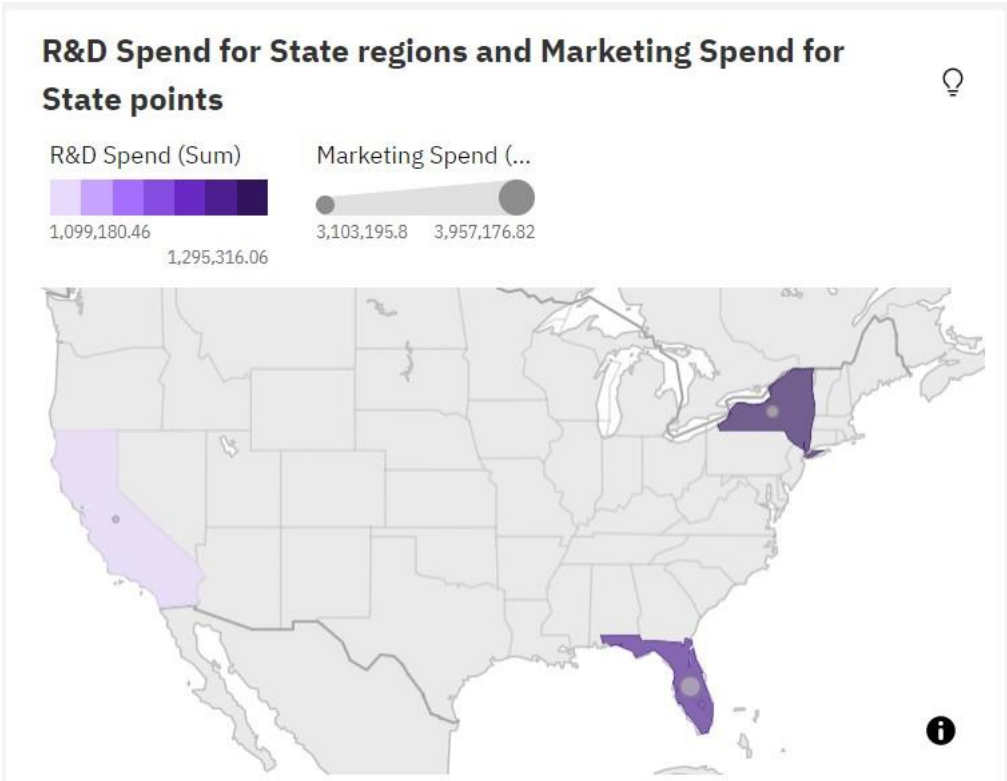 R&D Spend for State regions and Marketing Spend for
State points
R&D Spend (Sum)
1,099,180.46
1,295,316.06
Marketing Spend (...
3,103,195.8 3,957,176.82